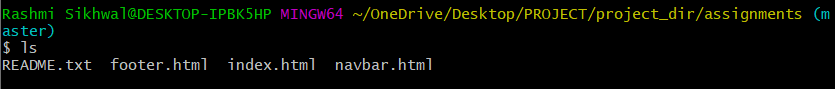 Rashmi Sikhwal@DESKTOP-IPBK5HP MINGW64 ~/OneDrive/Desktop/PROJECT/project_dir/assignments (m
aster)
$ ls
README.txt  footer.html  index.html  navbar.html